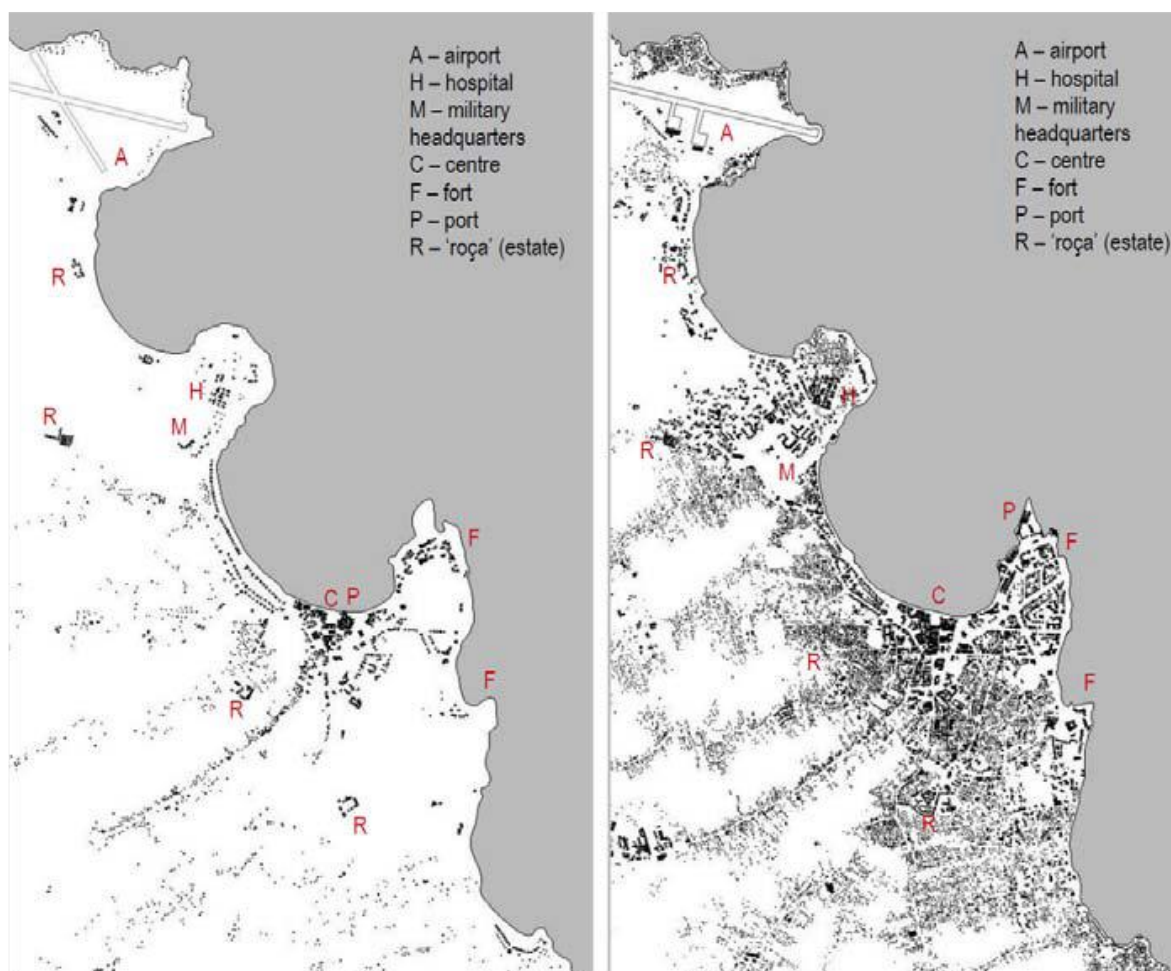 A – airport
H – hospital
M – military
headquarters
C – centre
F – fort
P – port
R – 'roça' (estate)
A
R
H
R
M
F
C P
F
R
R
A – airport
H – hospital
M – military
headquarters
C – centre
F – fort
P – port
R – 'roça' (estate)
A
R
H
R
M
P
F
C
R
F
R